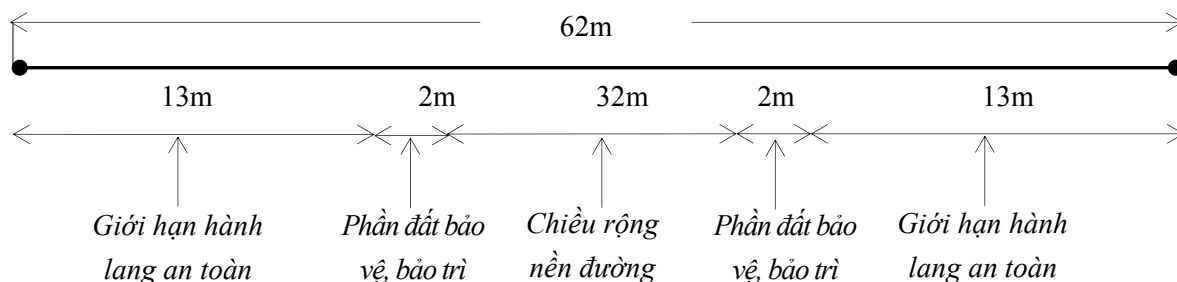 62m
13m 2m 32m 2m 13m
Giới hạn hành Phần đất bảo Chiều rộng Phần đất bảo Giới hạn hành
lang an toàn vệ, bảo trì nền đường vệ, bảo trì lang an toàn